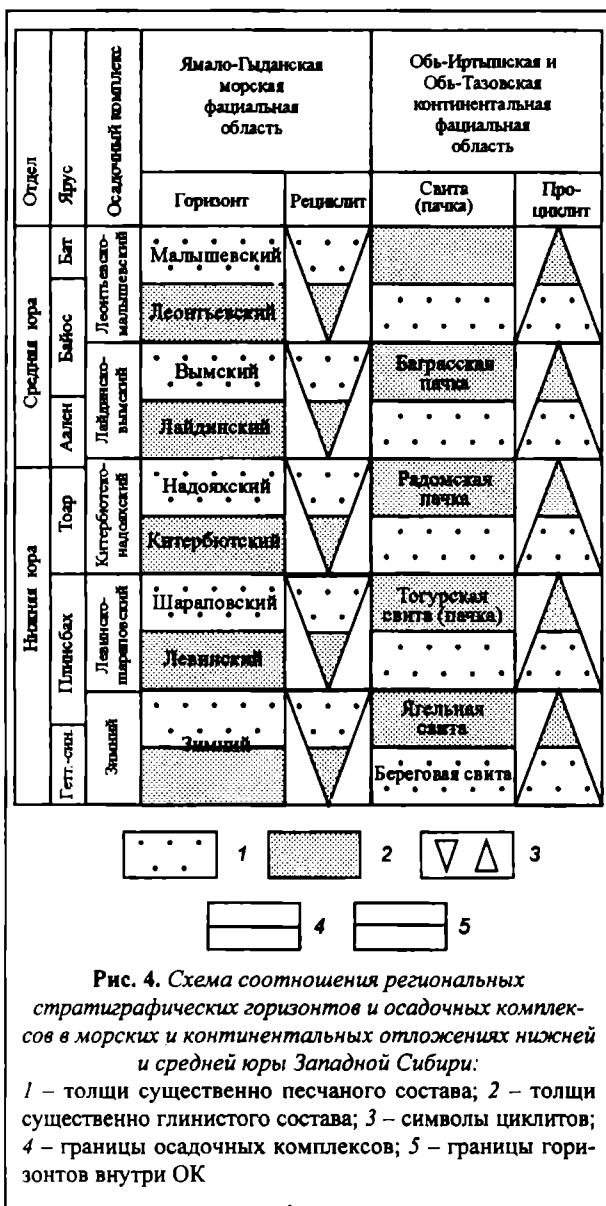 Отдел
Ярус
Осадочный комплекс
Ямало-Гыданская
морская
фациальная
область
Обь-Иртышская и
Обь-Тазовская
континентальная
фациальная
область
Горизонт
Рециклит
Свита
(пачка)
Про-
циклит
Средняя юра
Нижняя юра
Бат
Байос
Аален
Тоар
Плинсбах
Гетт.-син.
Леонтьевско-
малышевский
Лайдинско-
вымский
Китербютско-
надояхский
Левинско-
шараповский
Зимний
Малышевский
Леонтьевский
Вымский
Лайдинский
Надояхский
Китербютский
Шараповский
Левинский
Зимний
Баграсская
пачка
Радомская
пачка
Тогурская
свита (пачка)
Ягельная
свита
Береговая свита
1
2
3
4
5
Рис. 4. Схема соотношения региональных
стратиграфических горизонтов и осадочных комплек-
сов в морских и континентальных отложениях нижней
и средней юры Западной Сибири:
1 – толщи существенно песчаного состава; 2 – толщи
существенно глинистого состава; 3 – символы циклитов;
4 – границы осадочных комплексов; 5 – границы гори-
зонтов внутри ОК